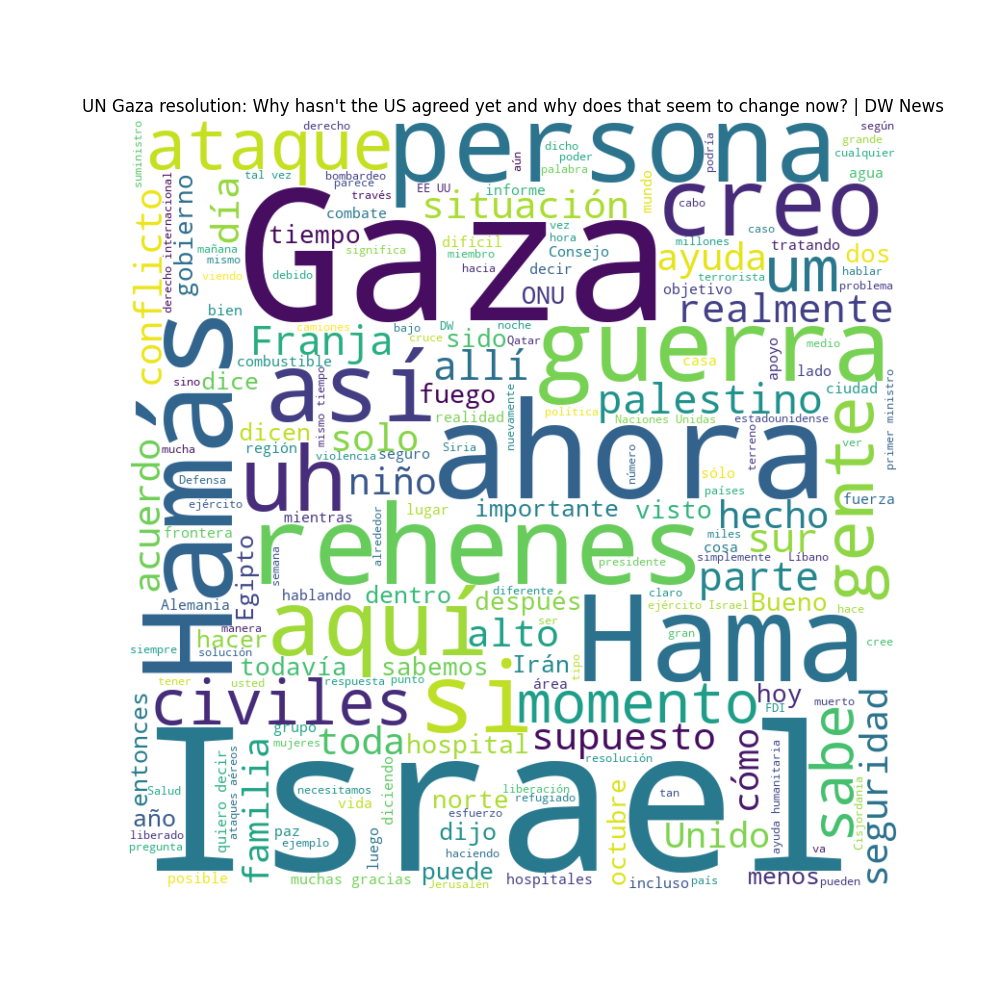 UN Gaza resolution: Why hasn't the US agreed yet and why does that seem to change now? | DW News
suministro
ataque
derecho
persona
dicho
poder
palabra
aún
podría
según
grande
cualquier
agua
conflicto
derecho internacional
gobierno
día
tal vez
bombardeo
parece
través
combate
EE UU
informe
situación
mundo
creo
cabo
caso
mañana
mismo
viendo
Gaza
tiempo
significa
debido
difícil
miembro
hacia
vez
hora
Consejo
decir
ONU
millones
ayuda
terrorista
objetivo
um
tratando
dos
hablar
problema
realmente
bien
camiones
bajo
DW
cruce
noche
sido
Qatar
Franja
combustible
guerra
casa
apoyo
medio
lado
ciudad
Hamás
sino
dice
así
mismo tiempo
allí
fuego
nuevamente
política
palestino
Naciones Unidas
estadounidense
terreno
gente
ver
primer ministro
acuerdó
mucha
dicen
región
solo
violencia
seguro
realidad
Siria
ahora
número
sólo
países
Defensa
ejército
uh
niño
lugar
importante
visto
hecho
fuerza
frontera
mientras
rehenes
alrededor
presidente
miles
cosa
simplemente
Líbano
sur
Egipto
semana
Alemania
manera
solución
hablando
dentro
diferente
después
ser
claro
ejército Israel
parte
Bueno
hace
siempre
hacer
aquí
alto
Hama
gran
cree
tener
usted
todavía
sabemos
respuesta
punto
Irán
área
tipo
civiles
si
momento
hoy
FDI
muerto
entonces
grupo
mujeres
toda
hospital
supuesto
resolución
cómo
sabe
seguridad
Israel
Salud
año
liberado
pregunta
quiero decir
ataques aéreos
familia
necesitamos
vida
paz
ejemplo
luego
diciendo
norte
esfuerzo
dijo
haciendo
liberación
refugiado
octubre
tan
Unido
ayuda humanitaria
va
Cisjordania
posible
muchas gracias
puede
Jerusalén
hospitales
incluso
país
menos
pueden